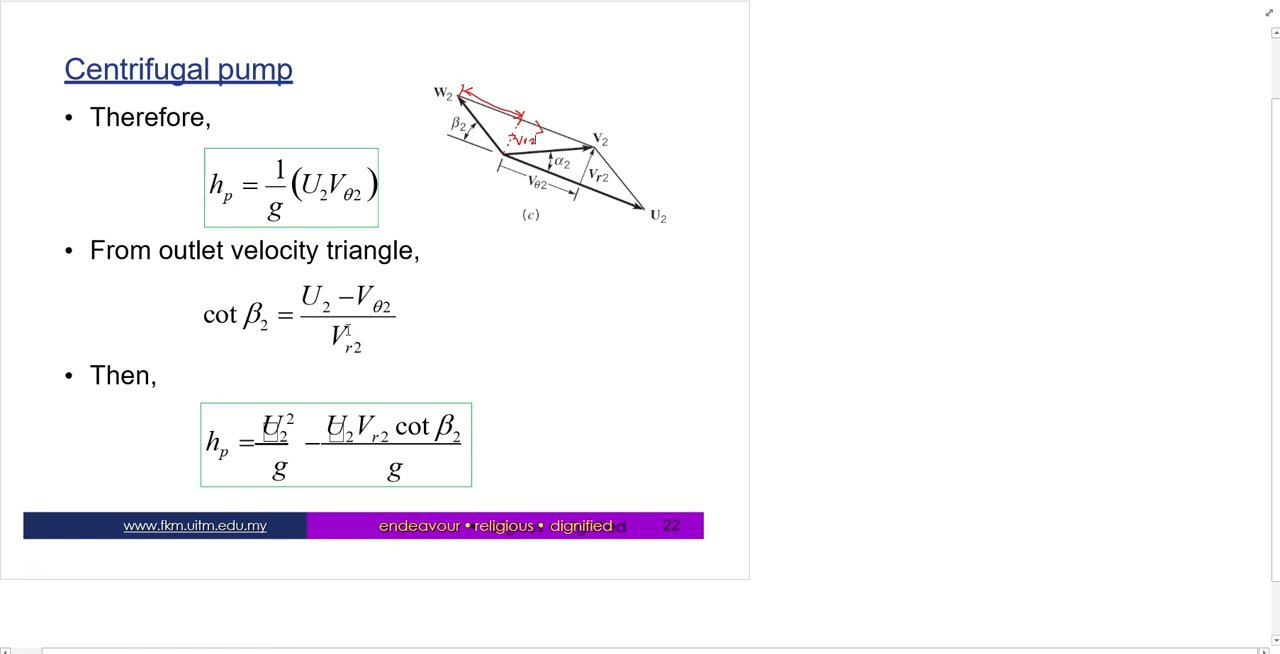 Centrifugal pump
• Therefore,
h_p = 1/g (U_2 V_θ2)
W_2
β_2
V_r2
V_2
α_2
V_θ2
V_r2
U_2
(c)
• From outlet velocity triangle,
cot β_2 = U_2 − V_θ2 / V_r2
• Then,
h_p = U_2^2 / g − U_2 V_r2 cot β_2 / g
www.fkm.uitm.edu.my
endeavour • religious • dignified
22